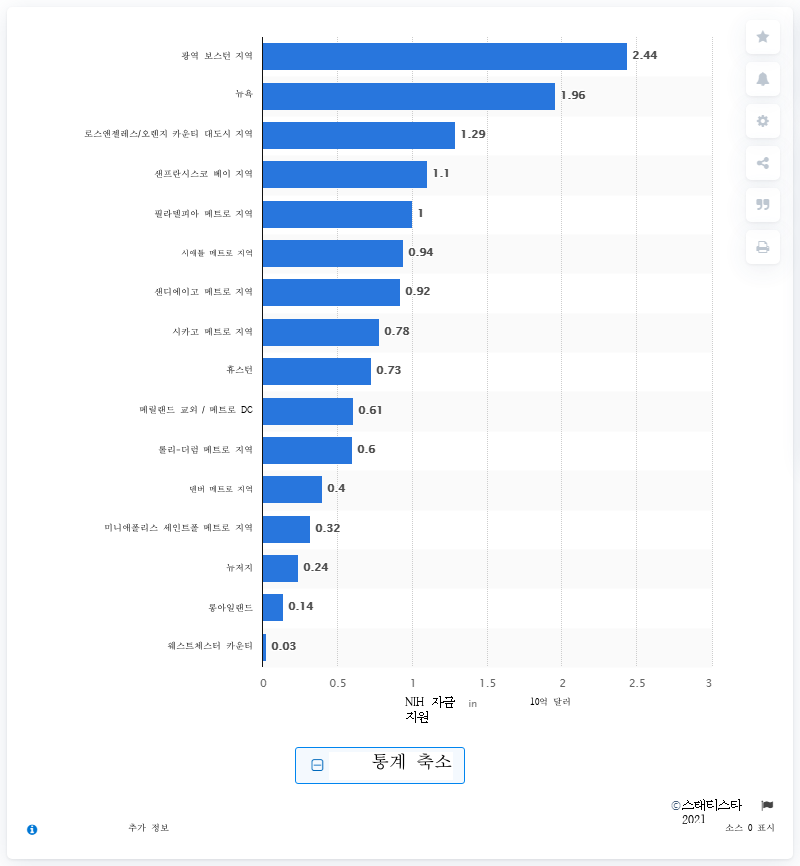 광역 보스턴 지역 2.44
뉴욕 1.96
로스앤젤레스/오렌지 카운티 대도시 지역 1.29
샌프란시스코 베이 지역 1.1
필라델피아 메트로 지역 1
시애틀 메트로 지역 0.94
샌디에이고 메트로 지역 0.92
시카고 메트로 지역 0.78
휴스턴 0.73
메릴랜드 교외 / 메트로 DC 0.61
롤리-더럼 메트로 지역 0.6
덴버 메트로 지역 0.4
미니애폴리스 세인트폴 메트로 지역 0.32
뉴저지 0.24
롱아일랜드 0.14
웨스트체스터 카운티 0.03
0 0.5 1 1.5 2 2.5 3
NIH 자금 in 10억 달러
지원
통계 축소
©스태티스타
2021
추가 정보 소스 0 표시